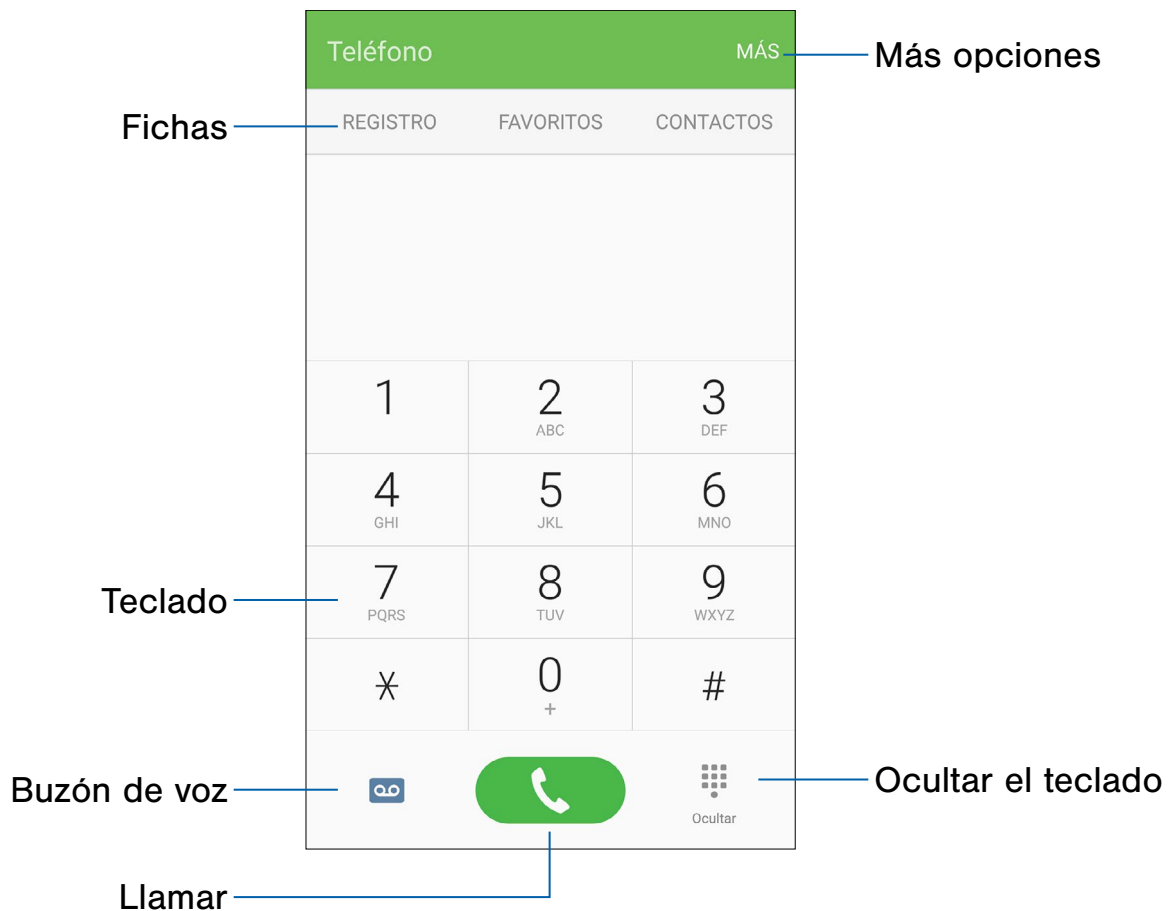 Teléfono MÁS
Más opciones
Fichas
REGISTRO FAVORITOS CONTACTOS
1 2 3
ABC DEF
4 5 6
GHI JKL MNO
Teclado
7 8 9
PQRS TUV WXYZ
* 0 #
+
Buzón de voz
Ocultar
Ocultar el teclado
Llamar